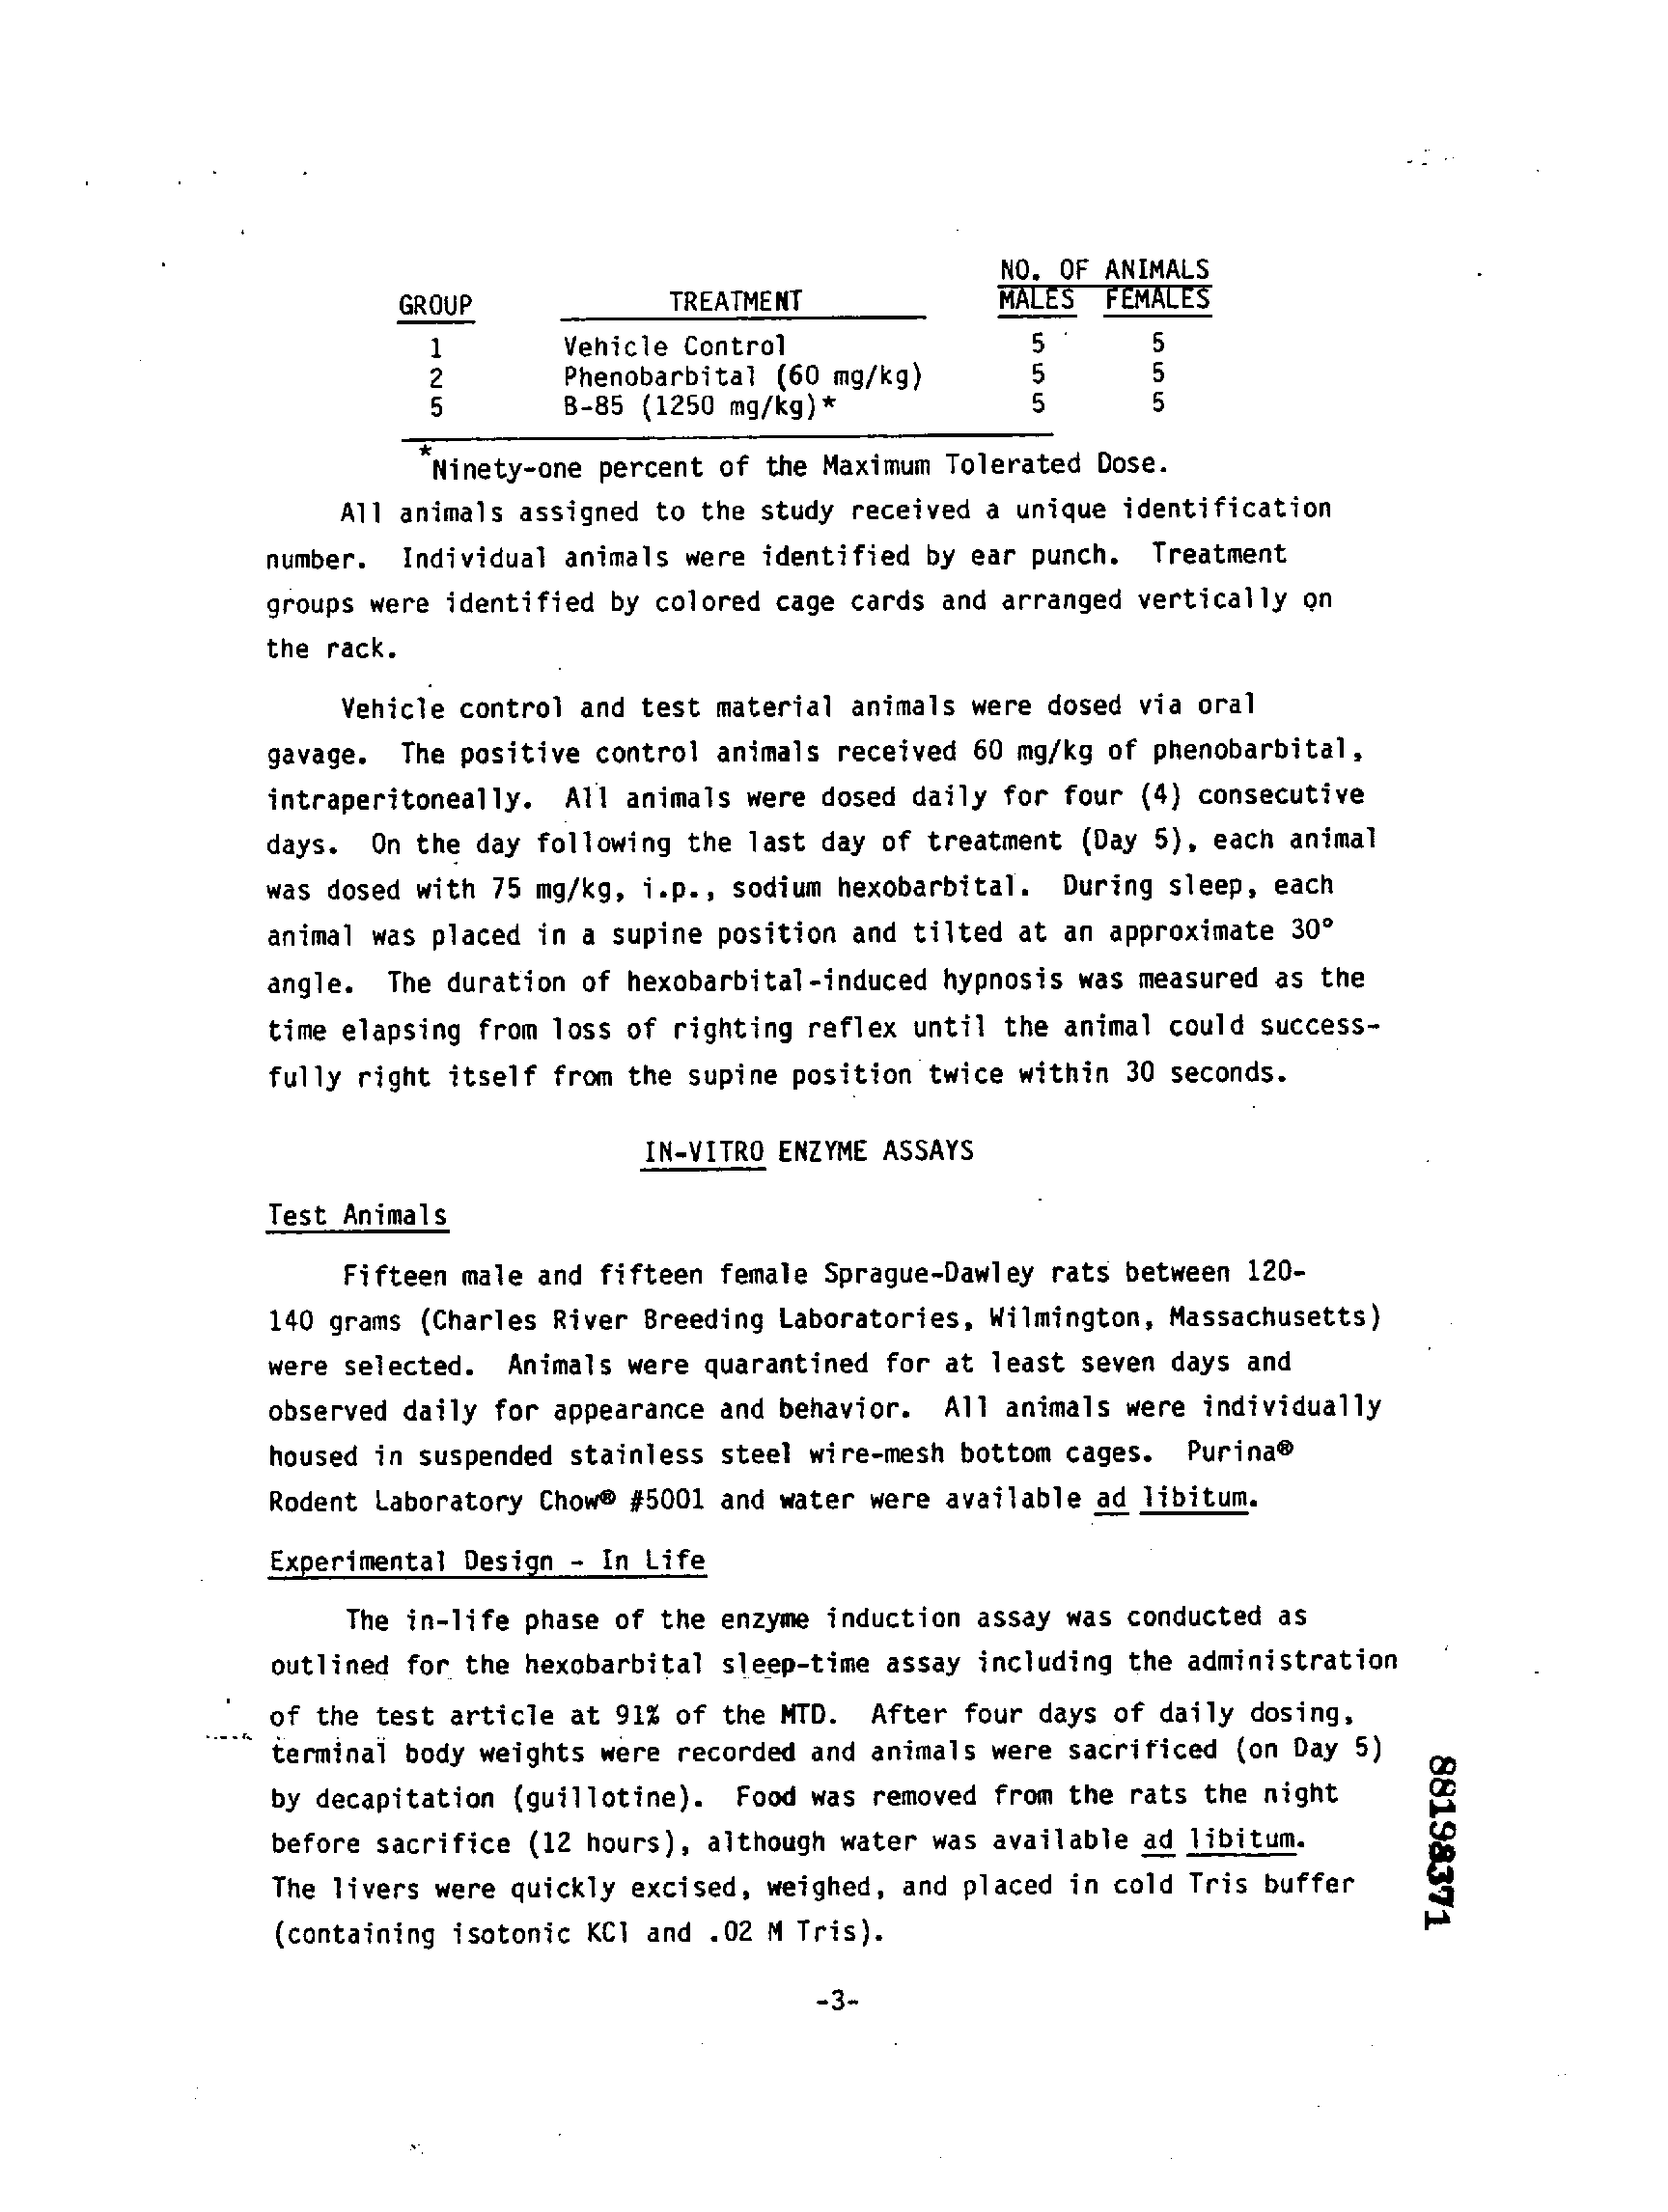 NO. OF ANIMALS
GROUP TREATMENT MALES FEMALES
1 Vehicle Control 5 5
2 Phenobarbital (60 mg/kg) 5 5
5 B-85 (1250 mg/kg)* 5 5
*Ninety-one percent of the Maximum Tolerated Dose.
All animals assigned to the study received a unique identification
number. Individual animals were identified by ear punch. Treatment
groups were identified by colored cage cards and arranged vertically on
the rack.
Vehicle control and test material animals were dosed via oral
gavage. The positive control animals received 60 mg/kg of phenobarbital,
intraperitoneally. All animals were dosed daily for four (4) consecutive
days. On the day following the last day of treatment (Day 5), each animal
was dosed with 75 mg/kg, i.p., sodium hexobarbital. During sleep, each
animal was placed in a supine position and tilted at an approximate 30°
angle. The duration of hexobarbital-induced hypnosis was measured as the
time elapsing from loss of righting reflex until the animal could success-
fully right itself from the supine position twice within 30 seconds.
IN-VITRO ENZYME ASSAYS
Test Animals
Fifteen male and fifteen female Sprague-Dawley rats between 120-
140 grams (Charles River Breeding Laboratories, Wilmington, Massachusetts)
were selected. Animals were quarantined for at least seven days and
observed daily for appearance and behavior. All animals were individually
housed in suspended stainless steel wire-mesh bottom cages. Purina®
Rodent Laboratory Chow® #5001 and water were available ad libitum.
Experimental Design - In Life
The in-life phase of the enzyme induction assay was conducted as
outlined for the hexobarbital sleep-time assay including the administration
of the test article at 91% of the MTD. After four days of daily dosing,
terminal body weights were recorded and animals were sacrificed (on Day 5)
by decapitation (guillotine). Food was removed from the rats the night
before sacrifice (12 hours), although water was available ad libitum.
The livers were quickly excised, weighed, and placed in cold Tris buffer
(containing isotonic KCl and .02 M Tris).
-3-
88198371